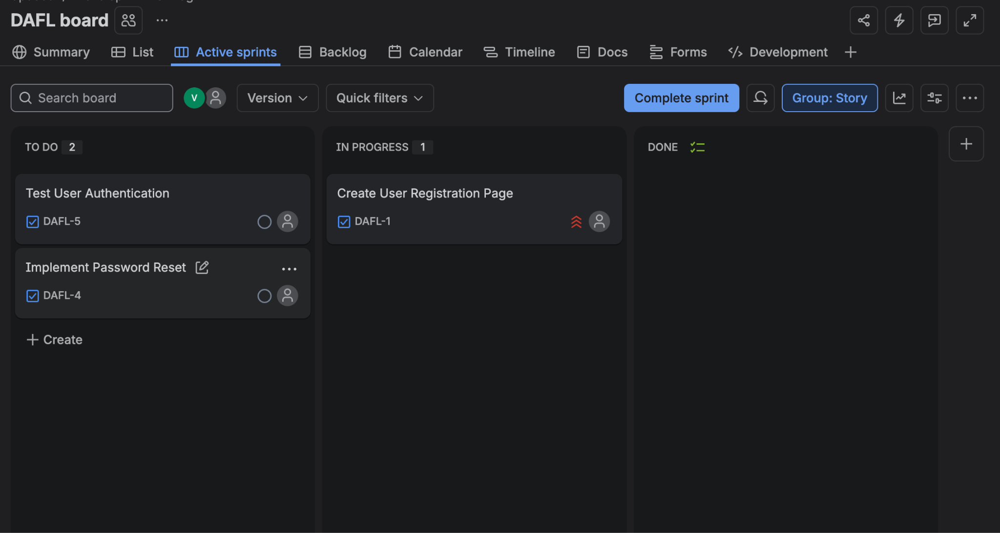 DAFL board
Summary
List
Active sprints
Backlog
Calendar
Timeline
Docs
Forms
Development
Search board
V
Version
Quick filters
Complete sprint
Group: Story
TO DO 2
Test User Authentication
DAFL-5
Implement Password Reset
DAFL-4
Create
IN PROGRESS 1
Create User Registration Page
DAFL-1
DONE